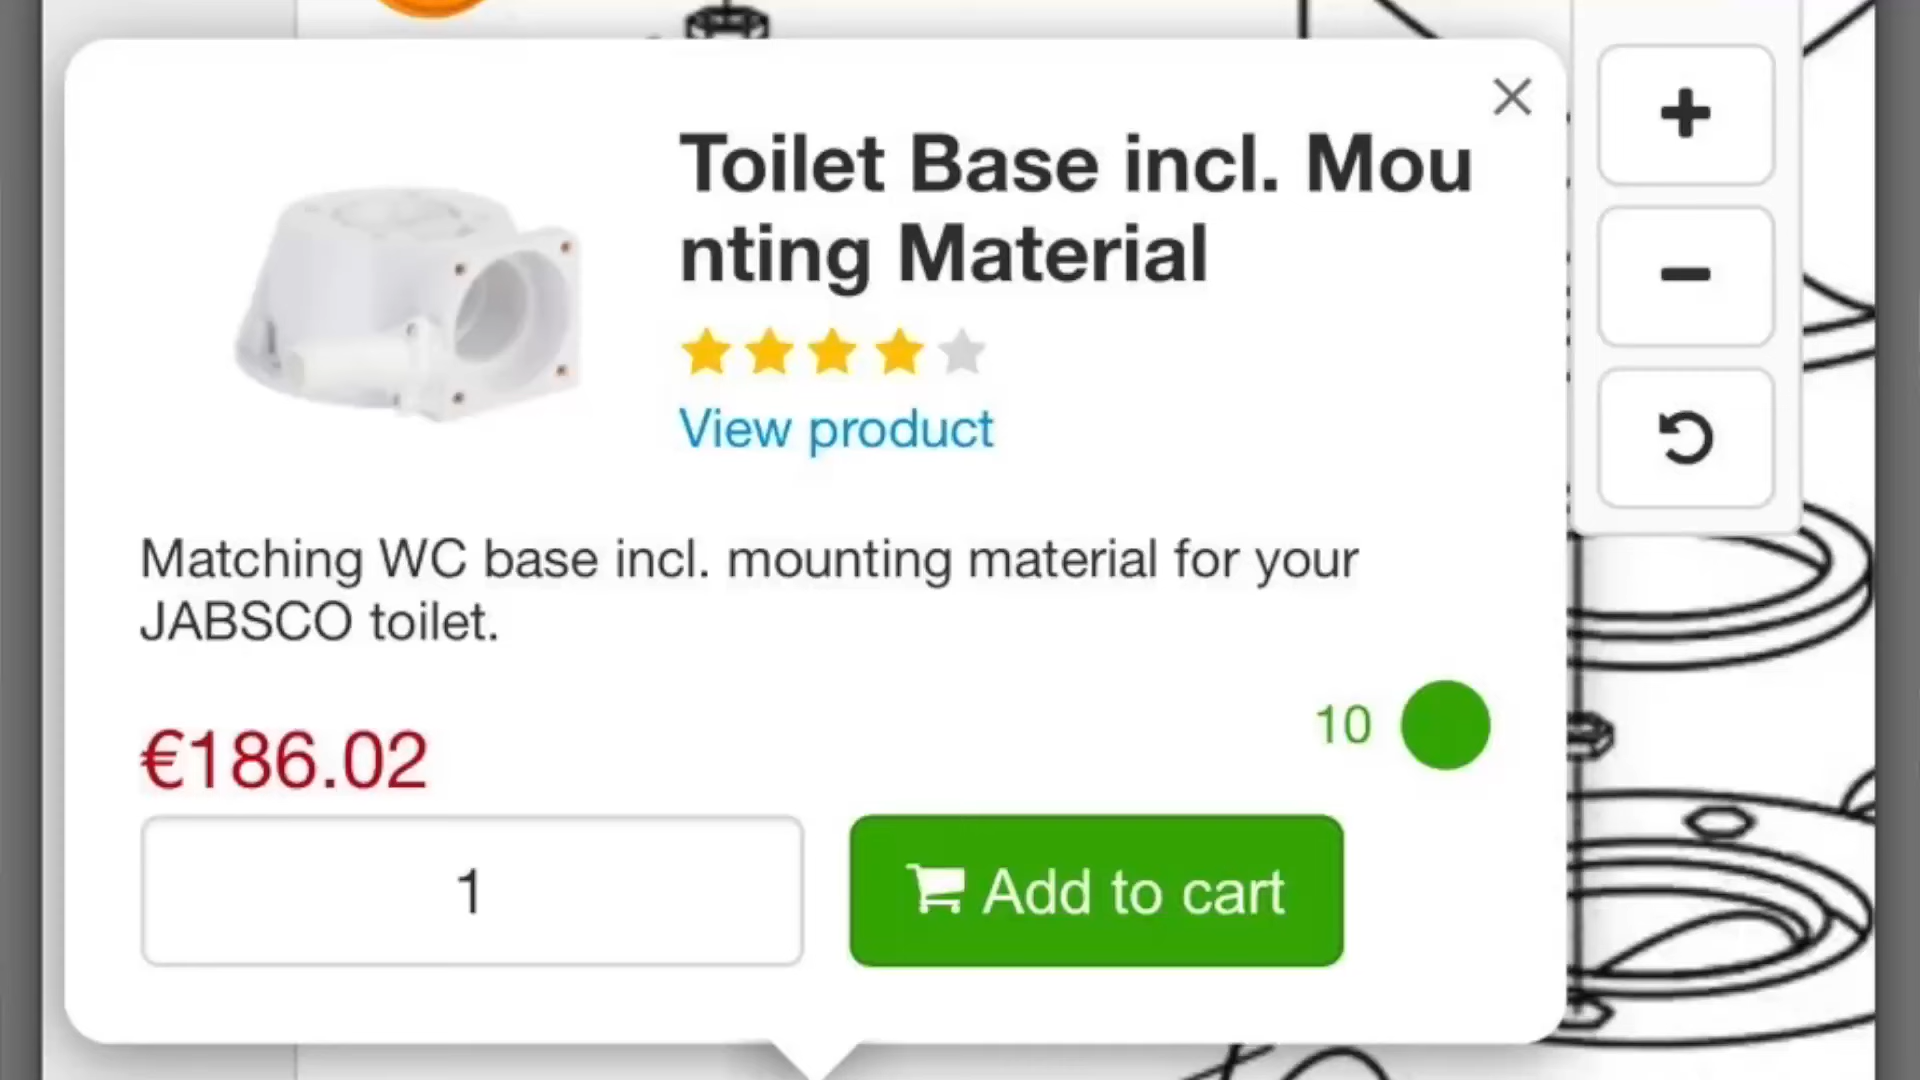 Toilet Base incl. Mou
nting Material
View product
Matching WC base incl. mounting material for your
JABSCO toilet.
10
€186.02
1
Add to cart